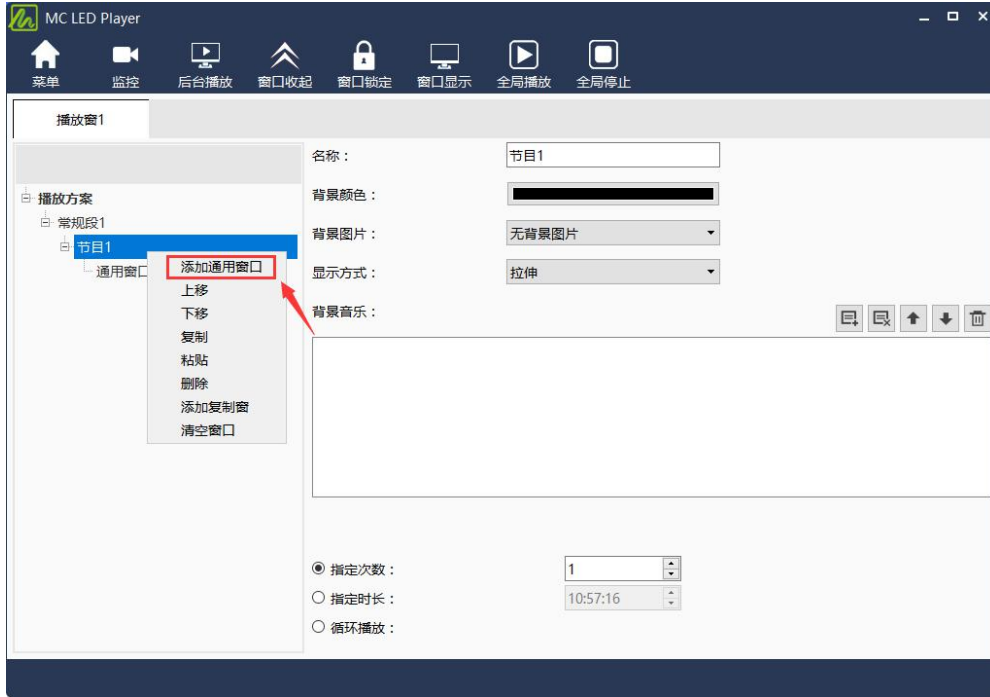 MC LED Player
菜单 监控 后台播放 窗口收起 窗口锁定 窗口显示 全局播放 全局停止
播放窗1
播放方案
常规段1
节目1
通用窗口
添加通用窗口
上移
下移
复制
粘贴
删除
添加复制窗
清空窗口
名称： 节目1
背景颜色：
背景图片： 无背景图片
显示方式： 拉伸
背景音乐：
指定次数： 1
指定时长： 10:57:16
循环播放：